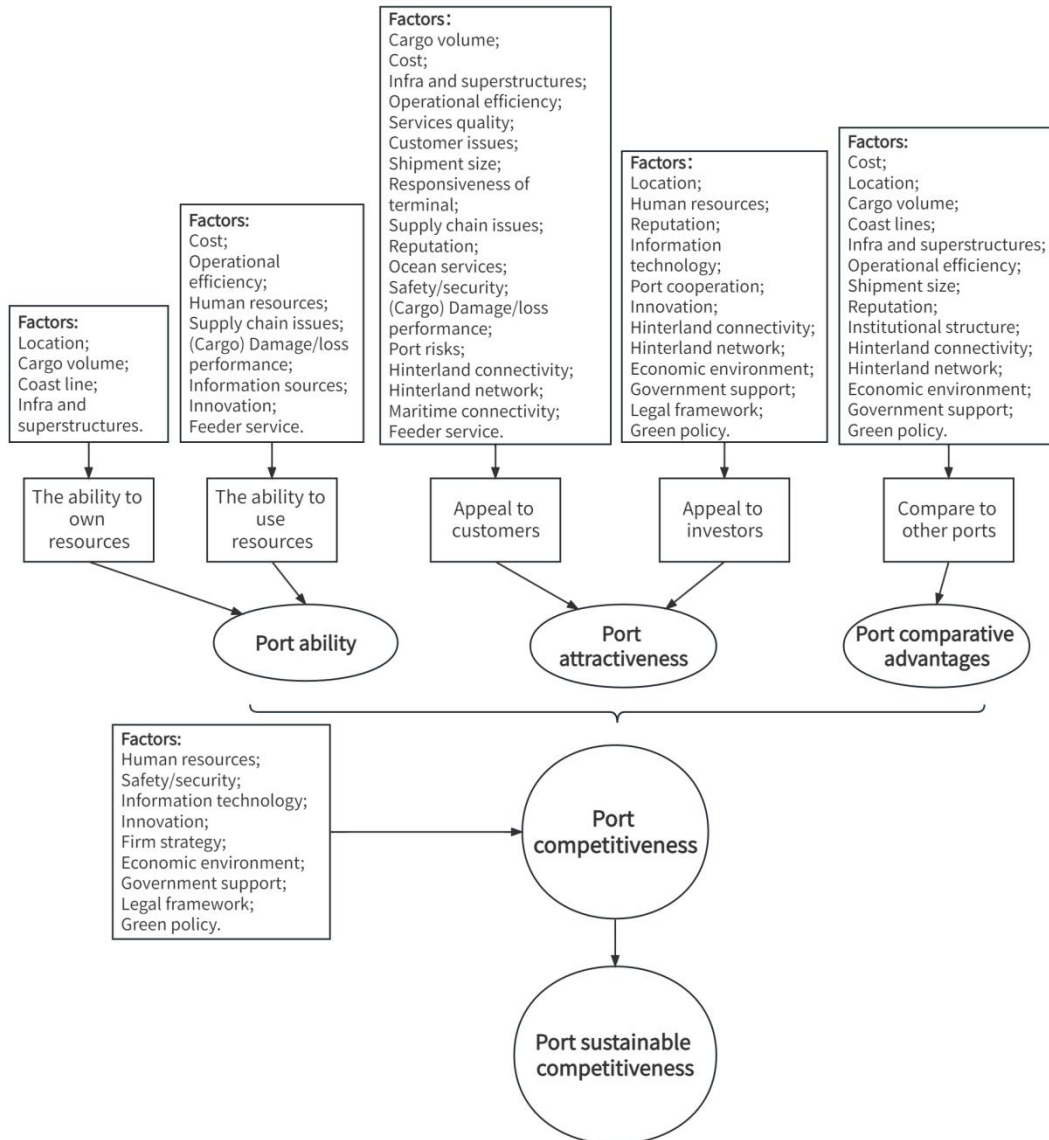 Factors:
Location;
Cargo volume;
Coast line;
Infra and
superstructures.
Factors:
Cost;
Operational
efficiency;
Human resources;
Supply chain issues;
(Cargo) Damage/loss
performance;
Information sources;
Innovation;
Feeder service.
Factors:
Cargo volume;
Cost;
Infra and superstructures;
Operational efficiency;
Services quality;
Customer issues;
Shipment size;
Responsiveness of
terminal;
Supply chain issues;
Reputation;
Ocean services;
Safety/security;
(Cargo) Damage/loss
performance;
Port risks;
Hinterland connectivity;
Hinterland network;
Maritime connectivity;
Feeder service.
Factors:
Location;
Human resources;
Reputation;
Information
technology;
Port cooperation;
Innovation;
Hinterland connectivity;
Hinterland network;
Economic environment;
Government support;
Legal framework;
Green policy.
Factors:
Cost;
Location;
Cargo volume;
Coast lines;
Infra and superstructures;
Operational efficiency;
Shipment size;
Reputation;
Institutional structure;
Hinterland connectivity;
Hinterland network;
Economic environment;
Government support;
Green policy.
The ability to
own resources
The ability to
use resources
Appeal to
customers
Appeal to
investors
Compare to
other ports
Port ability
Port
attractiveness
Port comparative
advantages
Factors:
Human resources;
Safety/security;
Information technology;
Innovation;
Firm strategy;
Economic environment;
Government support;
Legal framework;
Green policy.
Port
competitiveness
Port sustainable
competitiveness